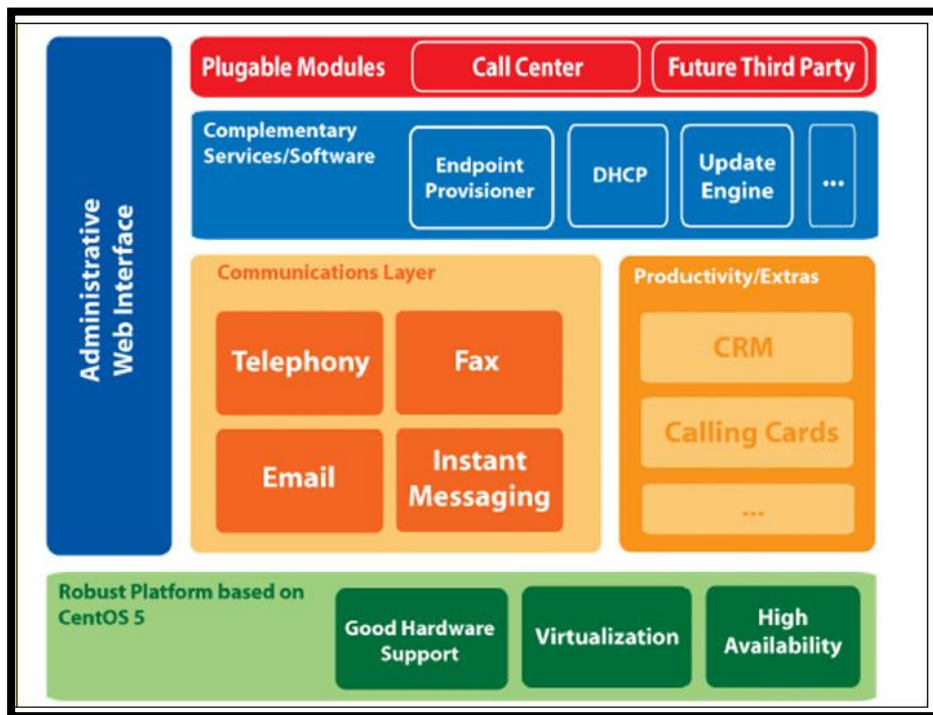 Administrative
Web Interface
Plugable Modules
Call Center
Future Third Party
Complementary
Services/Software
Endpoint
Provisioner
DHCP
Update
Engine
...
Communications Layer
Telephony
Fax
Email
Instant
Messaging
Productivity/Extras
CRM
Calling Cards
...
Robust Platform based on
CentOS 5
Good Hardware
Support
Virtualization
High
Availability